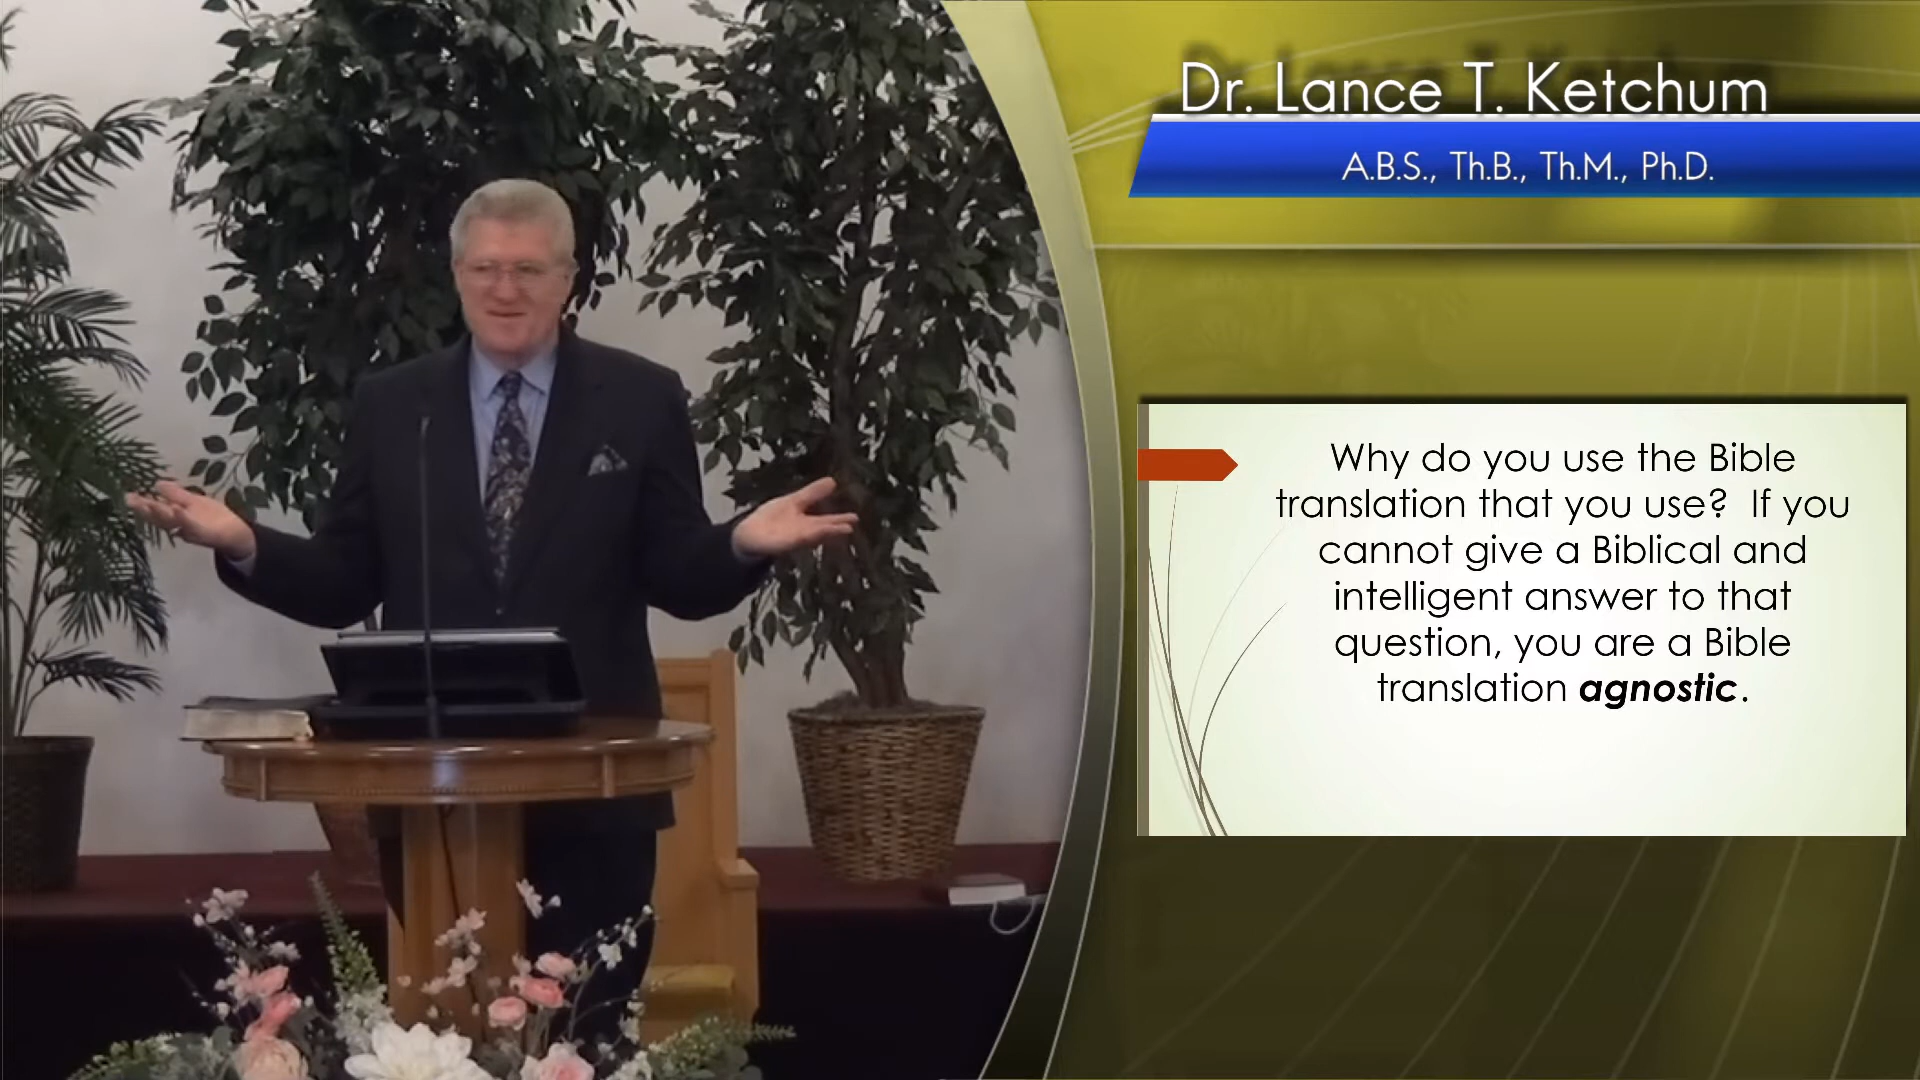 Dr. Lance T. Ketchum
A.B.S., Th.B., Th.M., Ph.D.
Why do you use the Bible
translation that you use?  If you
cannot give a Biblical and
intelligent answer to that
question, you are a Bible
translation agnostic.